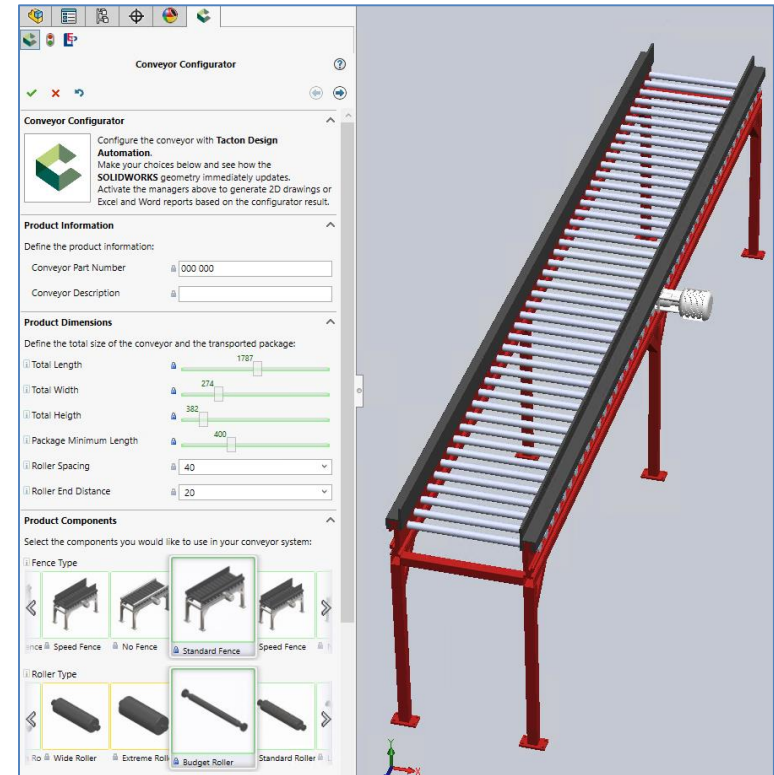 Conveyor Configurator
Conveyor Configurator
Configure the conveyor with Tacton Design
Automation.
Make your choices below and see how the
SOLIDWORKS geometry immediately updates.
Activate the managers above to generate 2D drawings or
Excel and Word reports based on the configurator result.
Product Information
Define the product information:
Conveyor Part Number 000 000
Conveyor Description
Product Dimensions
Define the total size of the conveyor and the transported package:
Total Length 1787
Total Width 274
Total Heigth 382
Package Minimum Length 400
Roller Spacing 40
Roller End Distance 20
Product Components
Select the components you would like to use in your conveyor system:
Fence Type
nce Speed Fence No Fence Standard Fence Speed Fence
Roller Type
Ro Wide Roller Extreme Roll Budget Roller Standard Roller
Y
X